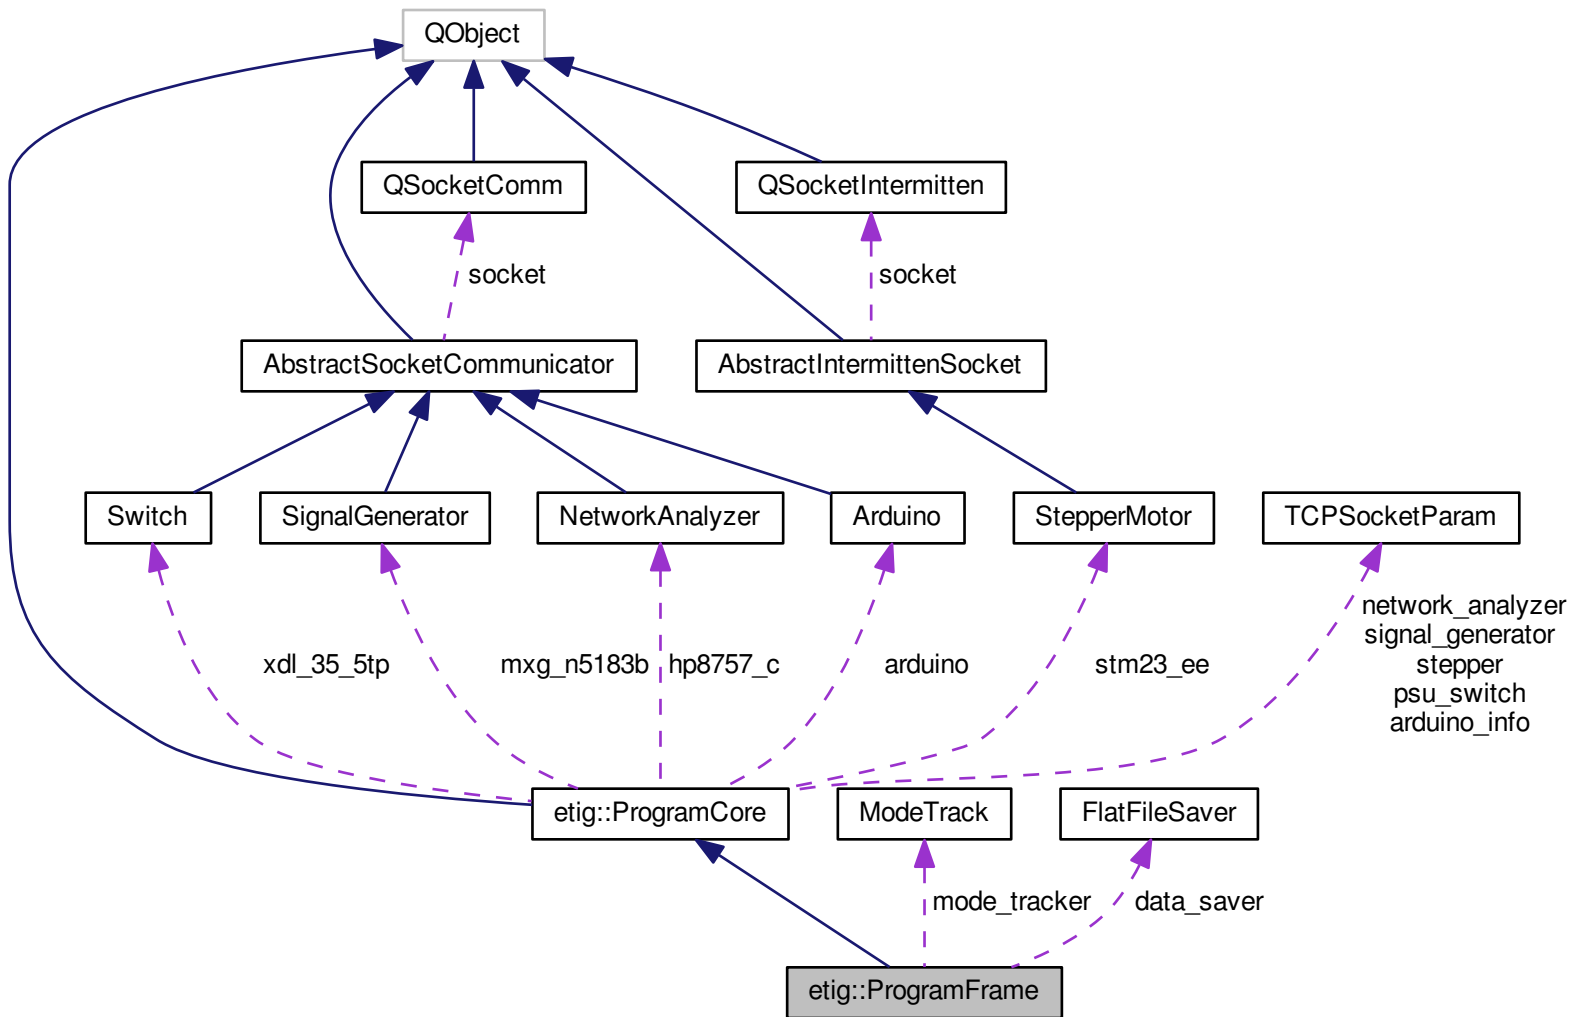 QObject
QSocketComm
QSocketIntermitten
socket
socket
AbstractSocketCommunicator
AbstractIntermittenSocket
Switch
SignalGenerator
NetworkAnalyzer
Arduino
StepperMotor
TCPSocketParam
xdl_35_5tp
mxg_n5183b
hp8757_c
arduino
stm23_ee
network_analyzer
signal_generator
stepper
psu_switch
arduino_info
etig::ProgramCore
ModeTrack
FlatFileSaver
mode_tracker
data_saver
etig::ProgramFrame